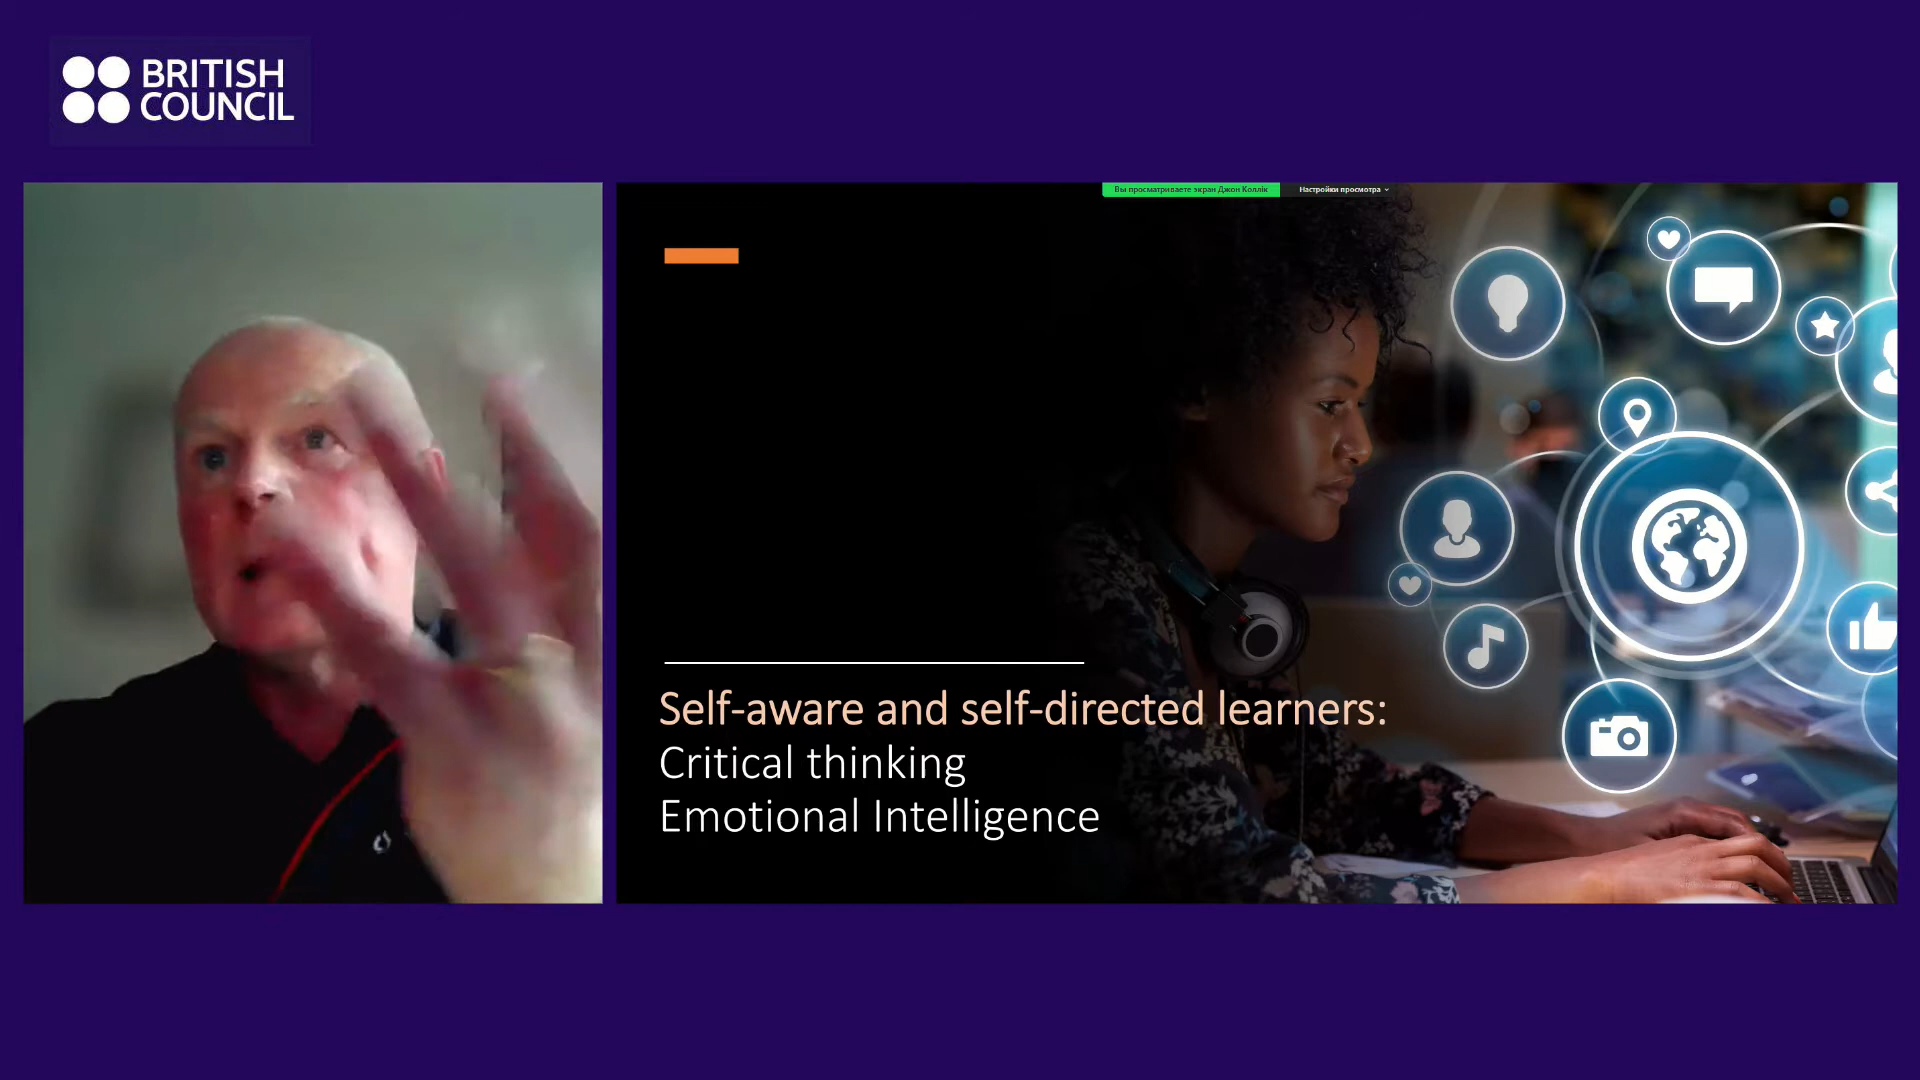 BRITISH
COUNCIL
Вы просматриваете экран Джон Коллік
Настройки просмотра
Self-aware and self-directed learners:
Critical thinking
Emotional Intelligence